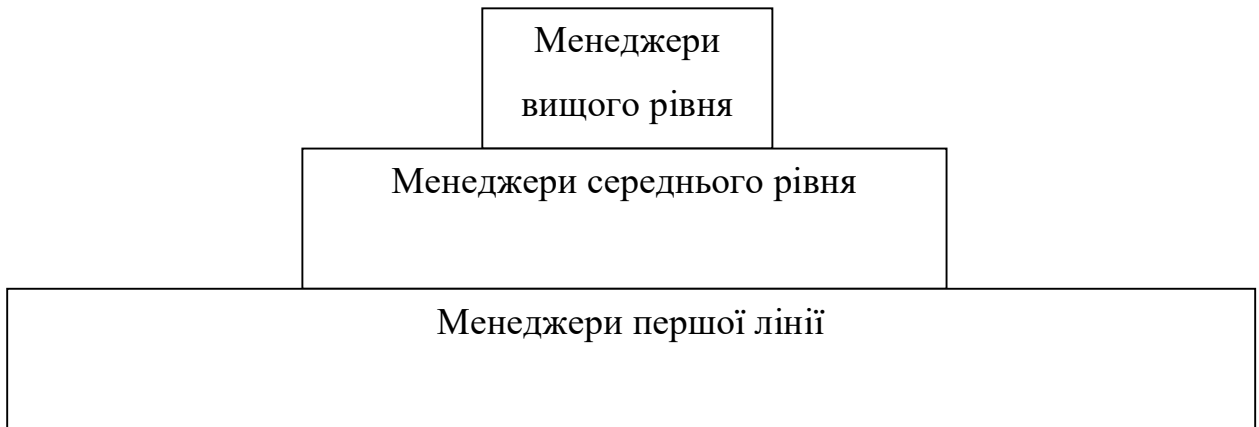 Менеджери
вищого рівня
Менеджери середнього рівня
Менеджери першої лінії